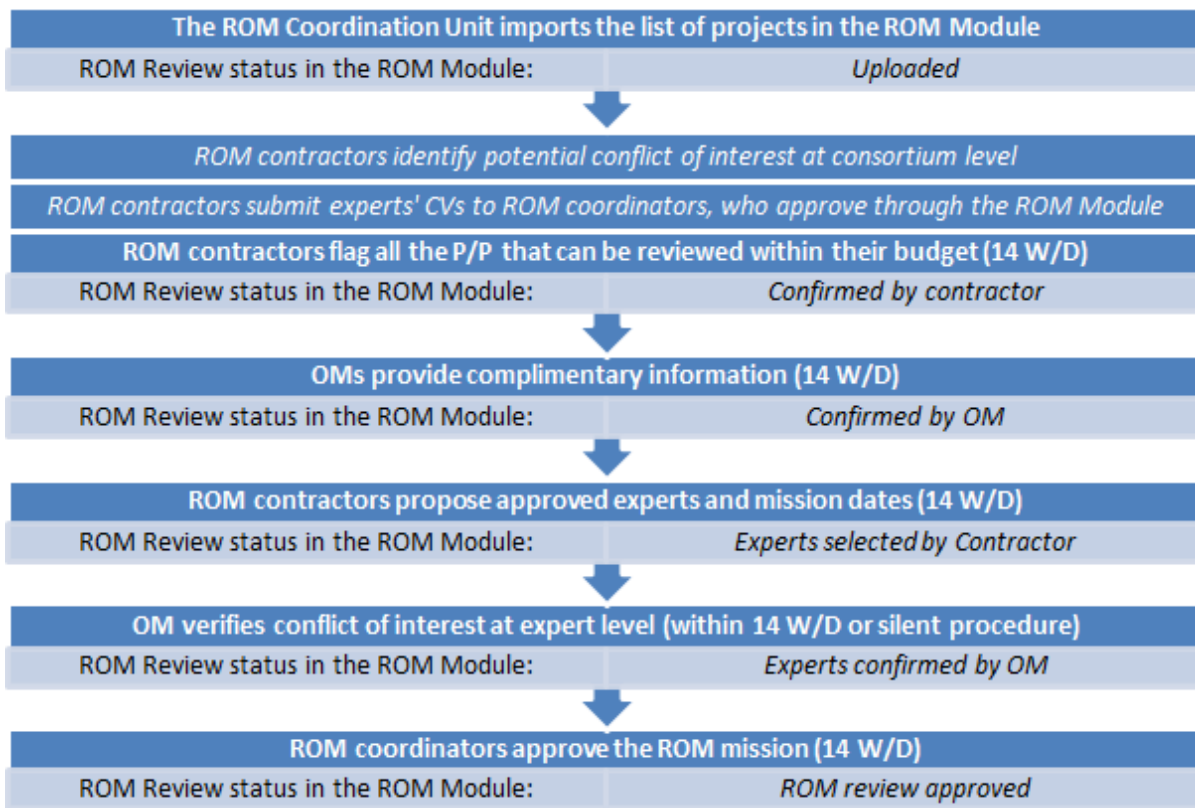 The ROM Coordination Unit imports the list of projects in the ROM Module
ROM Review status in the ROM Module: Uploaded
ROM contractors identify potential conflict of interest at consortium level
ROM contractors submit experts' CVs to ROM coordinators, who approve through the ROM Module
ROM contractors flag all the P/P that can be reviewed within their budget (14 W/D)
ROM Review status in the ROM Module: Confirmed by contractor
OMs provide complimentary information (14 W/D)
ROM Review status in the ROM Module: Confirmed by OM
ROM contractors propose approved experts and mission dates (14 W/D)
ROM Review status in the ROM Module: Experts selected by Contractor
OM verifies conflict of interest at expert level (within 14 W/D or silent procedure)
ROM Review status in the ROM Module: Experts confirmed by OM
ROM coordinators approve the ROM mission (14 W/D)
ROM Review status in the ROM Module: ROM review approved